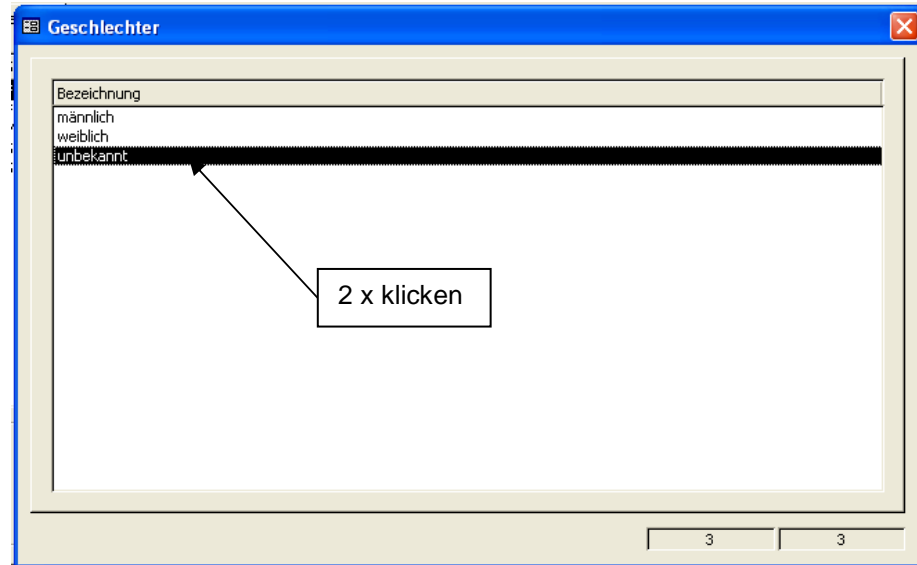 Geschlechter
Bezeichnung
männlich
weiblich
unbekannt
2 x klicken
3 3